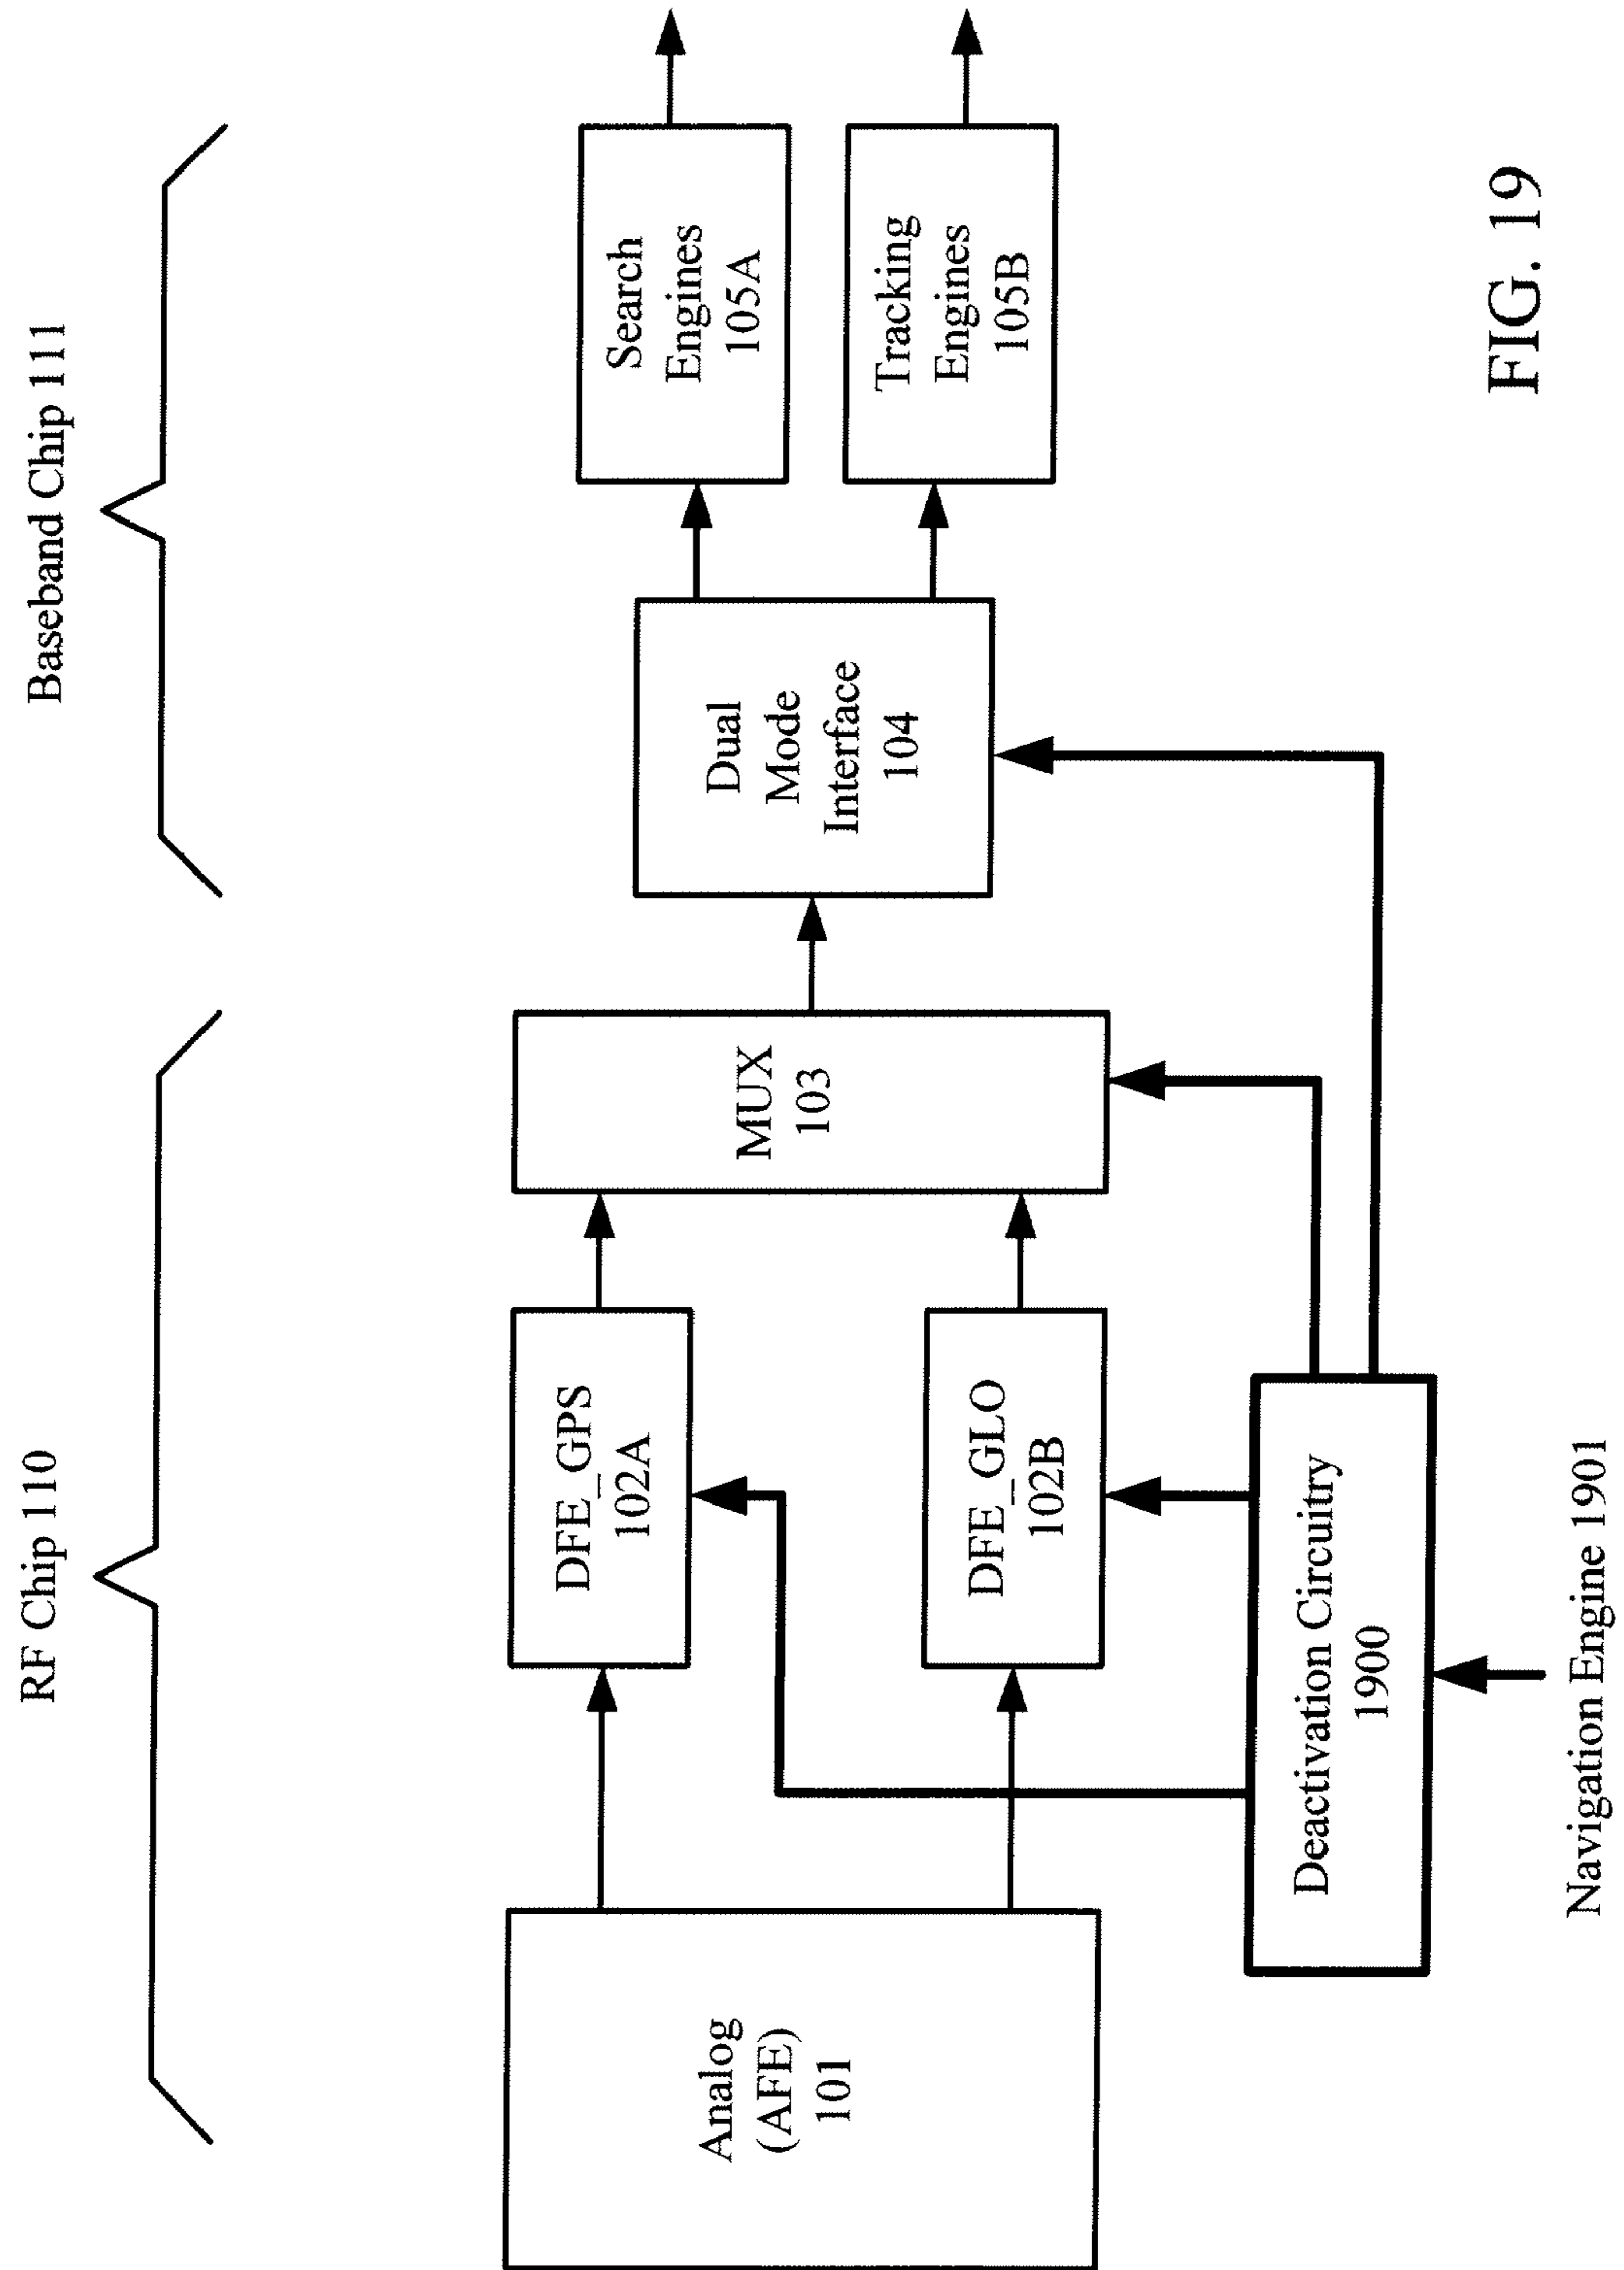 RF Chip 110
Baseband Chip 111
Analog
(AFE)
101
DFE_GPS
102A
DFE_GLO
102B
MUX
103
Dual
Mode
Interface
104
Search
Engines
105A
Tracking
Engines
105B
Deactivation Circuitry
1900
Navigation Engine 1901
FIG. 19